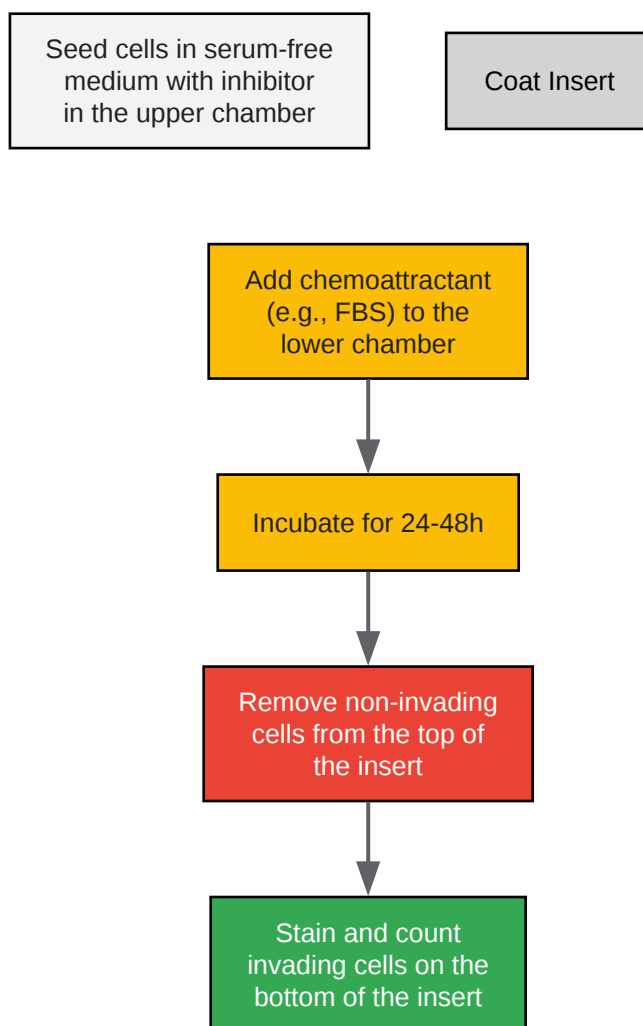 Seed cells in serum-free
medium with inhibitor
in the upper chamber
Coat Insert
Add chemoattractant
(e.g., FBS) to the
lower chamber
Incubate for 24-48h
Remove non-invading
cells from the top of
the insert
Stain and count
invading cells on the
bottom of the insert